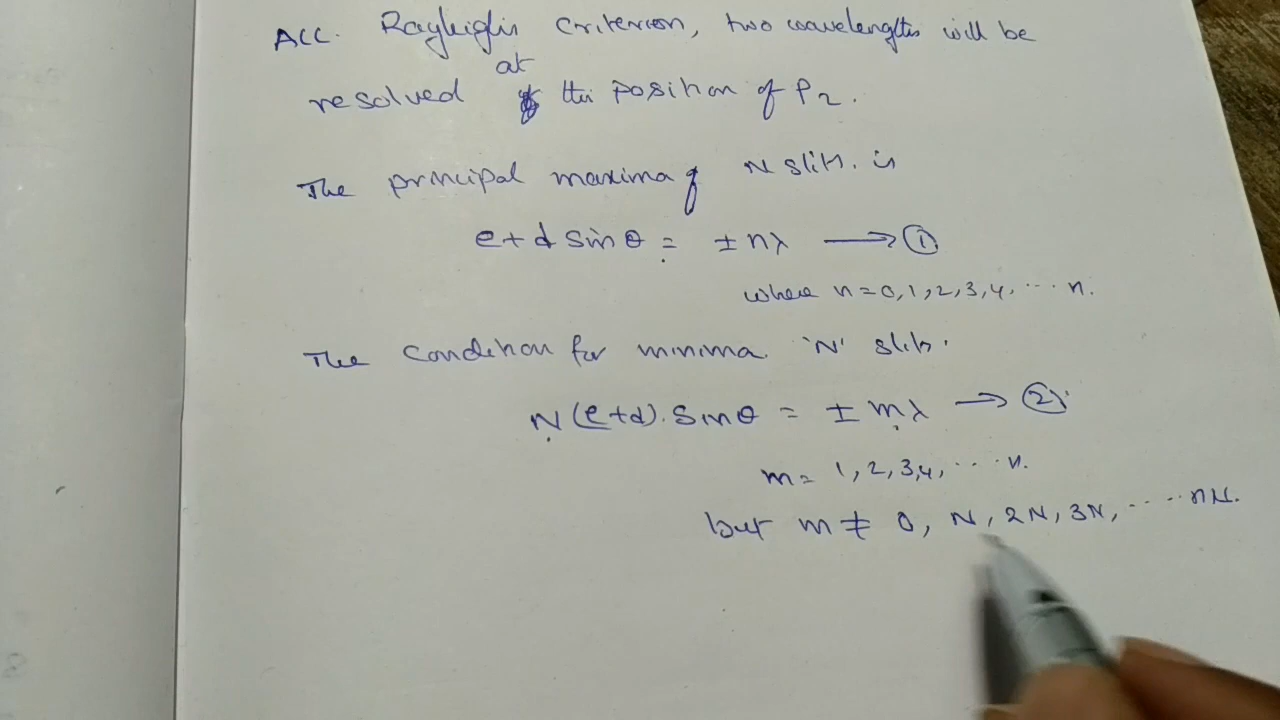 Acc. Rayleigh's criterion, two wavelengths will be
resolved at the position of P2.
The principal maxima of N slits. is
e+d sinθ = ±nλ → ①
where n=0,1,2,3,4,... n.
The condition for minima 'N' slits.
N(e+d).sinθ = ± mλ → ②
m= 1,2,3,4,... n.
but m ≠ 0, N, 2N, 3N, .... nN.